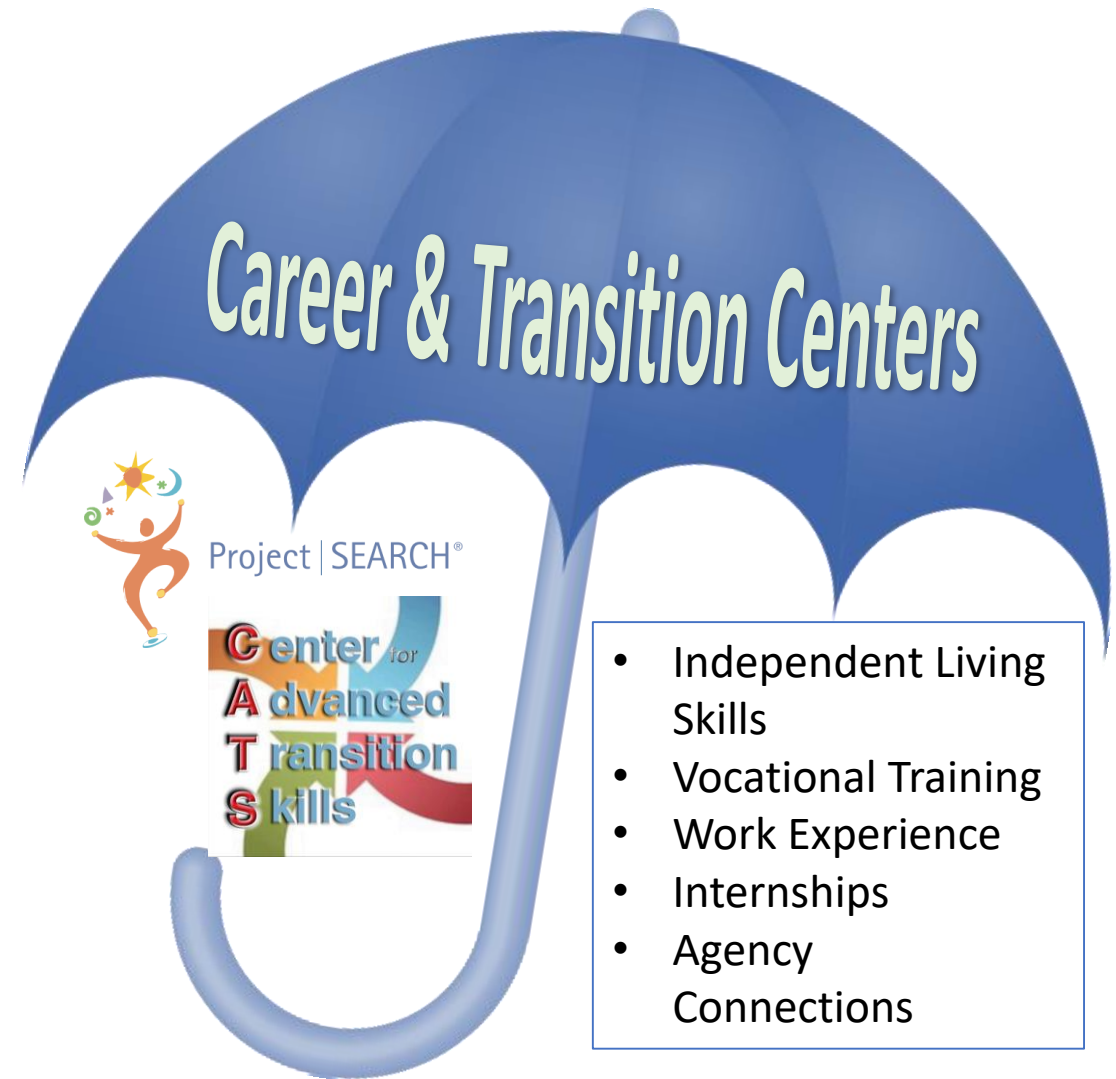 Career & Transition Centers
Project | SEARCH®
Center for
Advanced
Transition
Skills
• Independent Living
Skills
• Vocational Training
• Work Experience
• Internships
• Agency
Connections